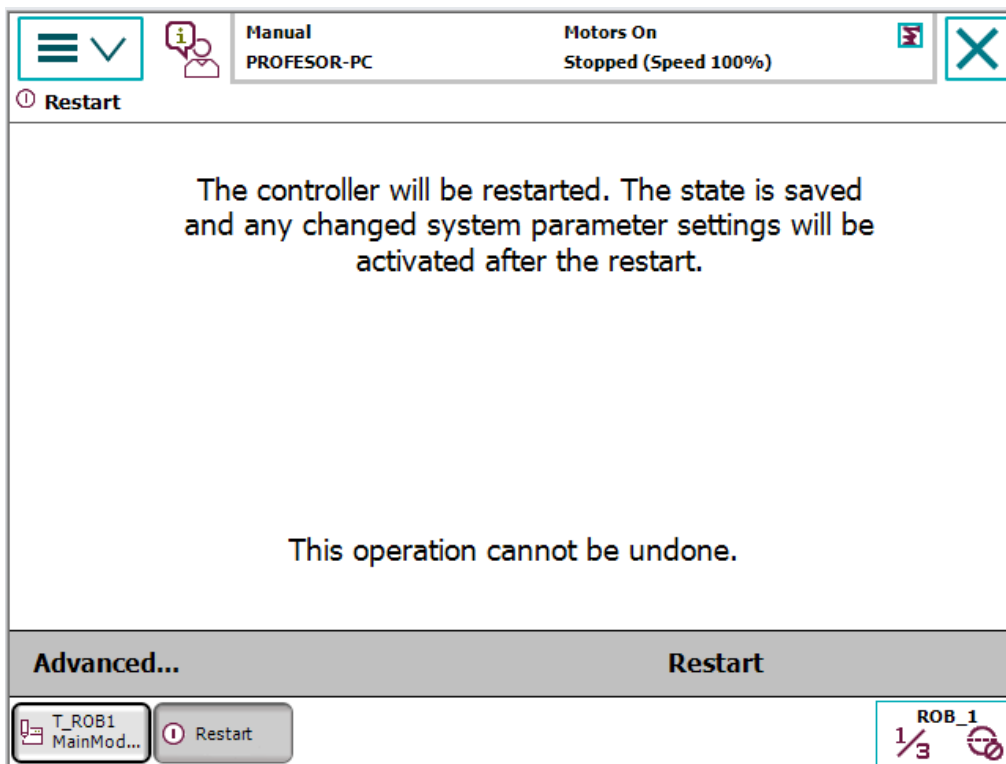 Manual
PROFESOR-PC
Motors On
Stopped (Speed 100%)
Restart
The controller will be restarted. The state is saved
and any changed system parameter settings will be
activated after the restart.
This operation cannot be undone.
Advanced...
Restart
T_ROB1
MainMod...
Restart
ROB_1
1/3